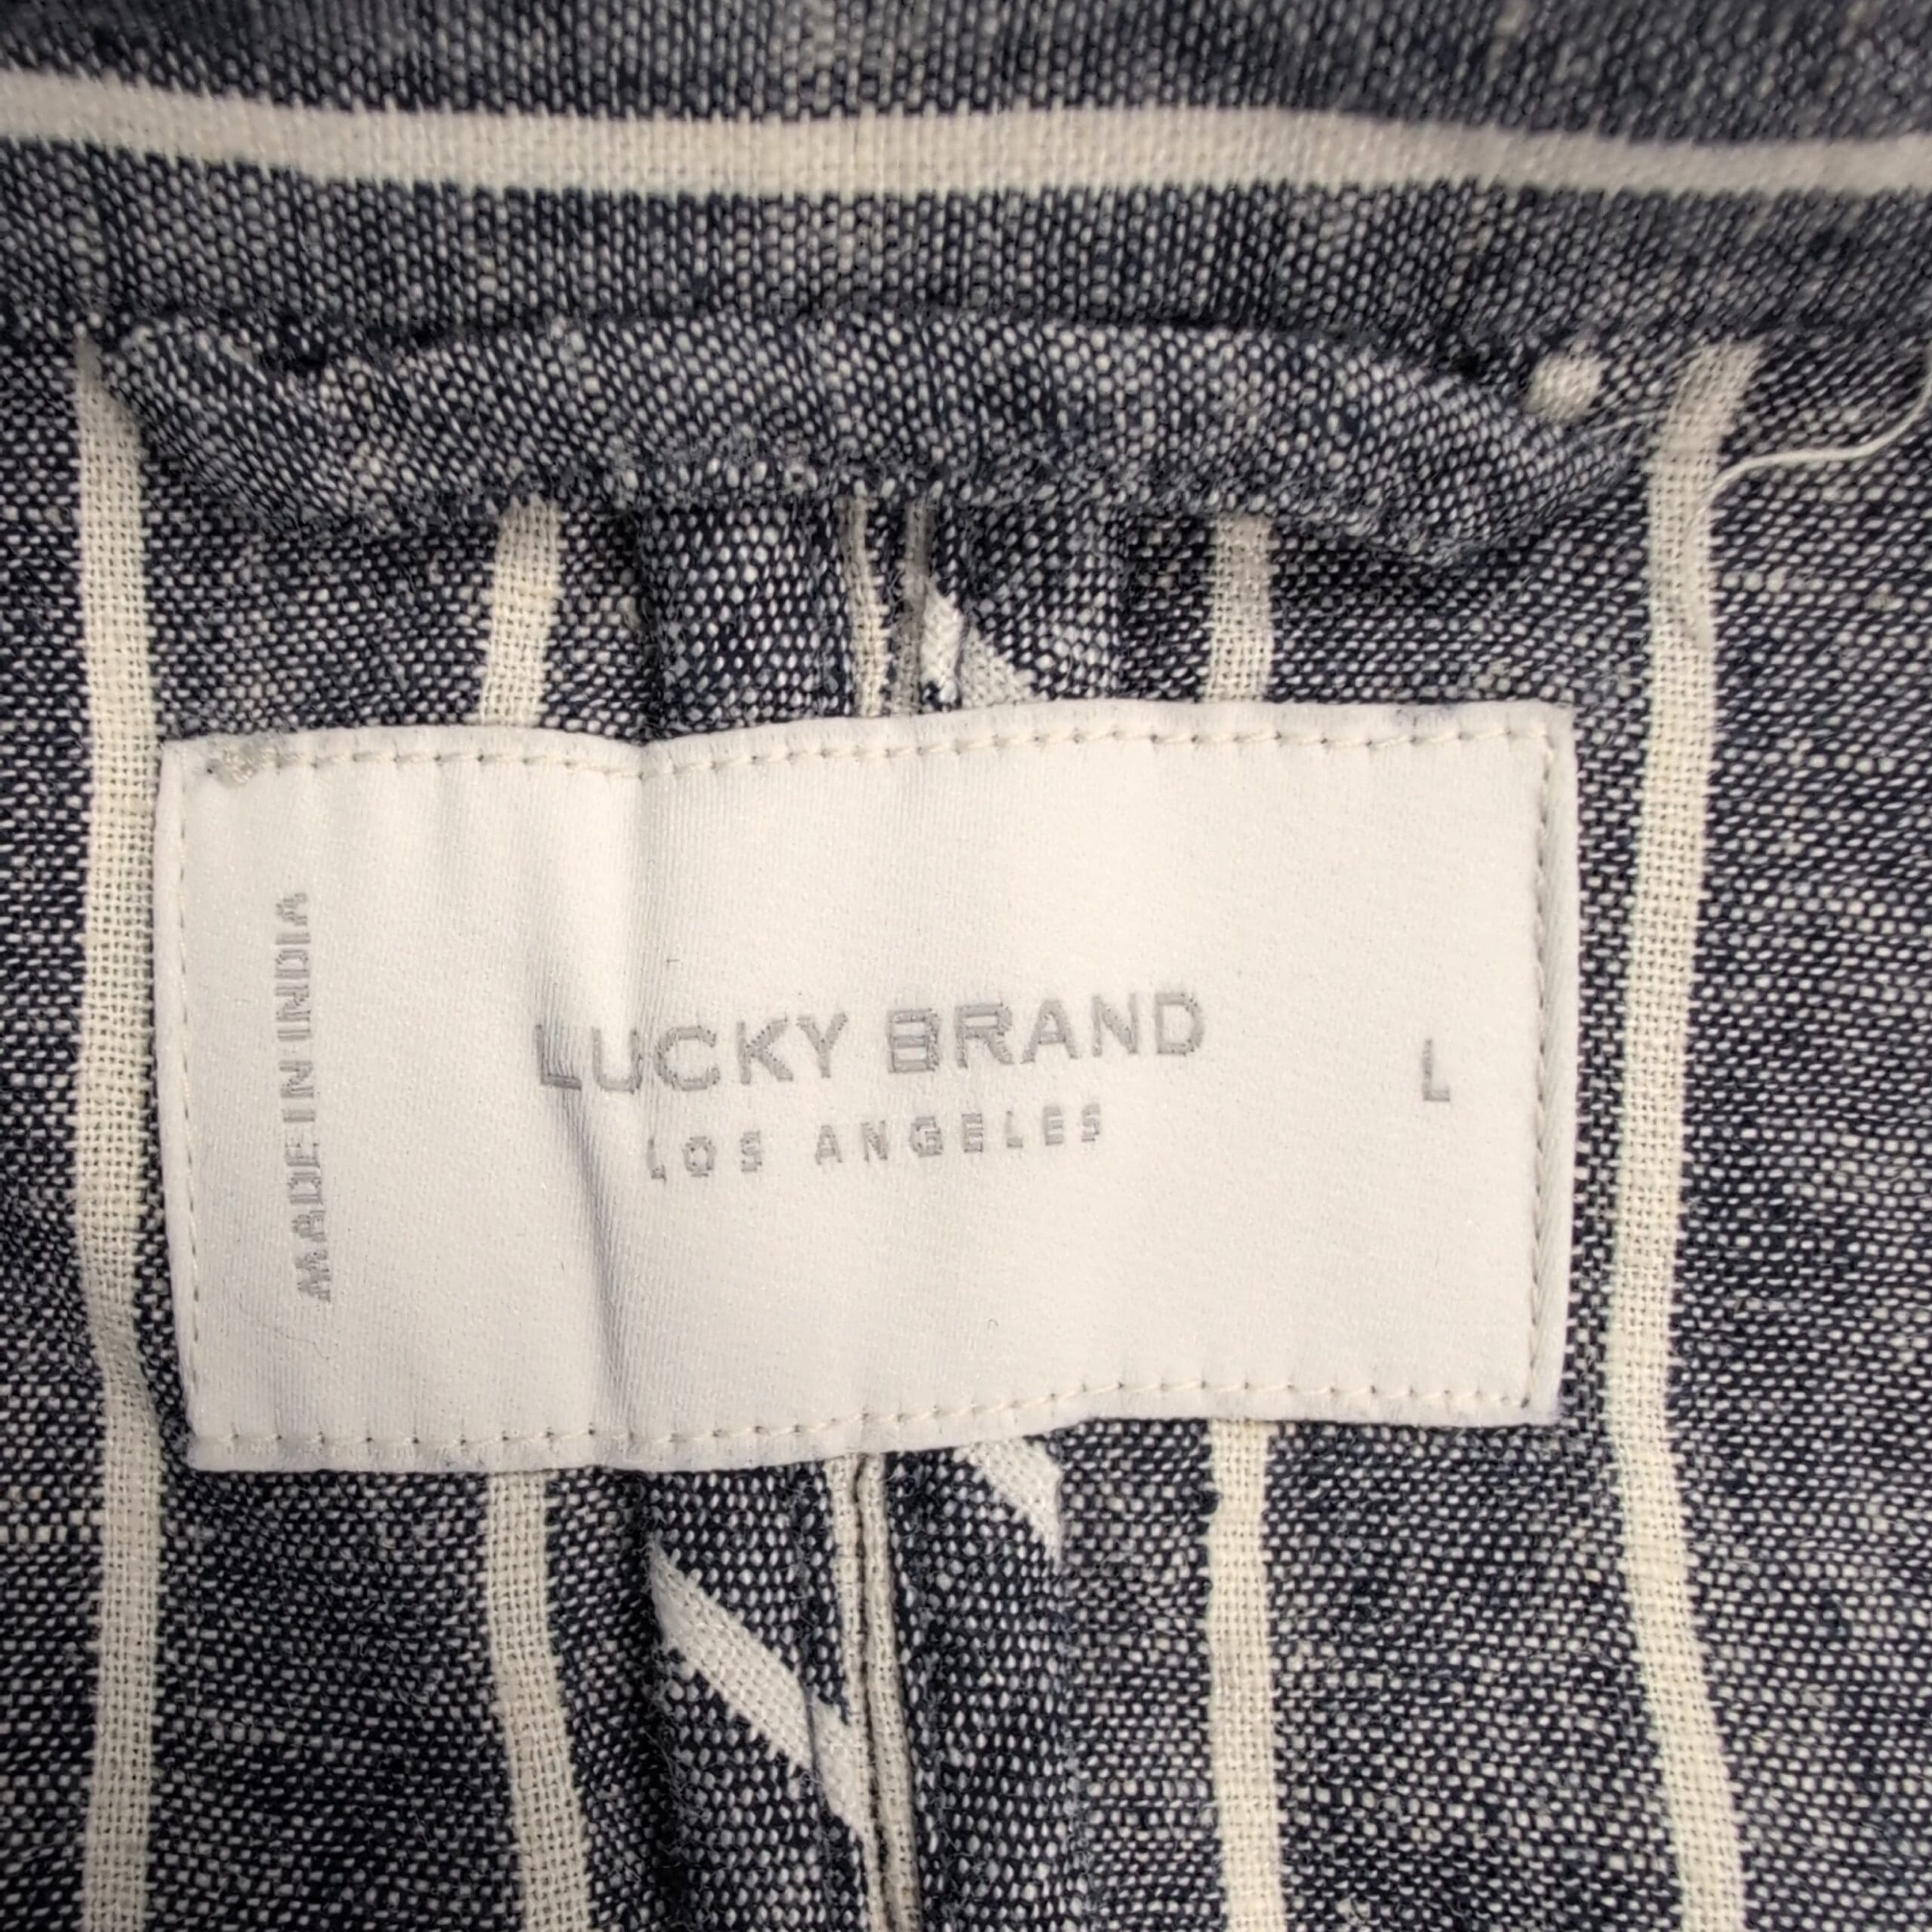 MADE IN INDIA
LUCKY BRAND
LOS ANGELES
L